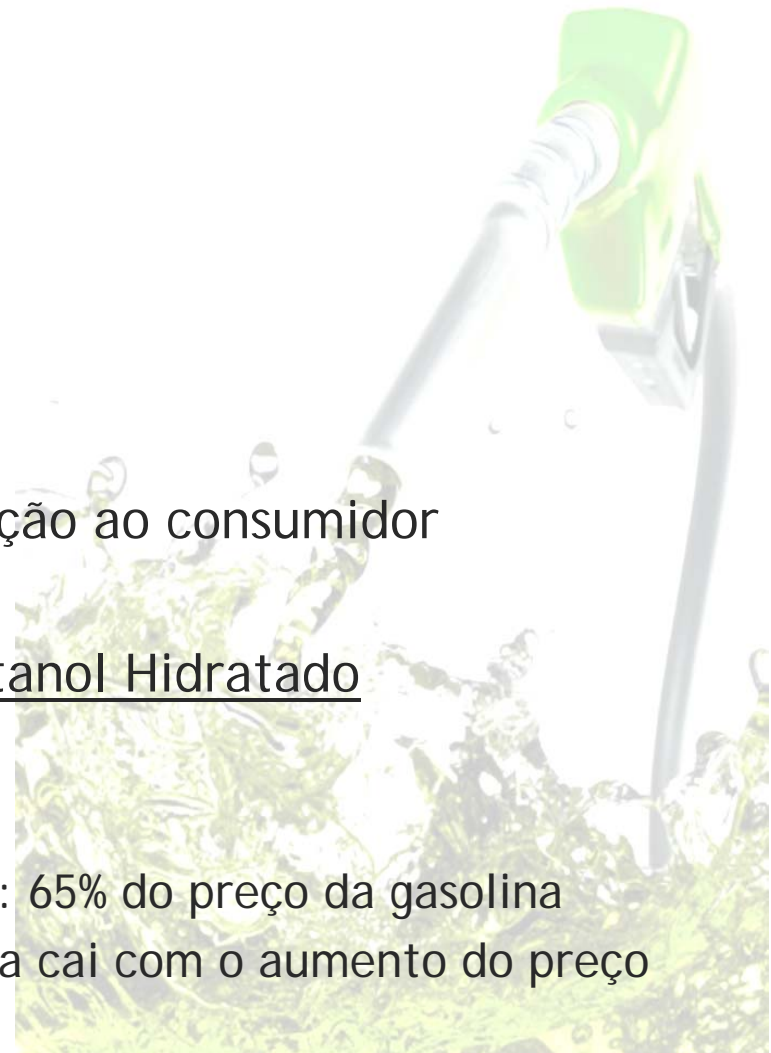 ção ao consumidor
tanol Hidratado
: 65% do preço da gasolina
a cai com o aumento do preço